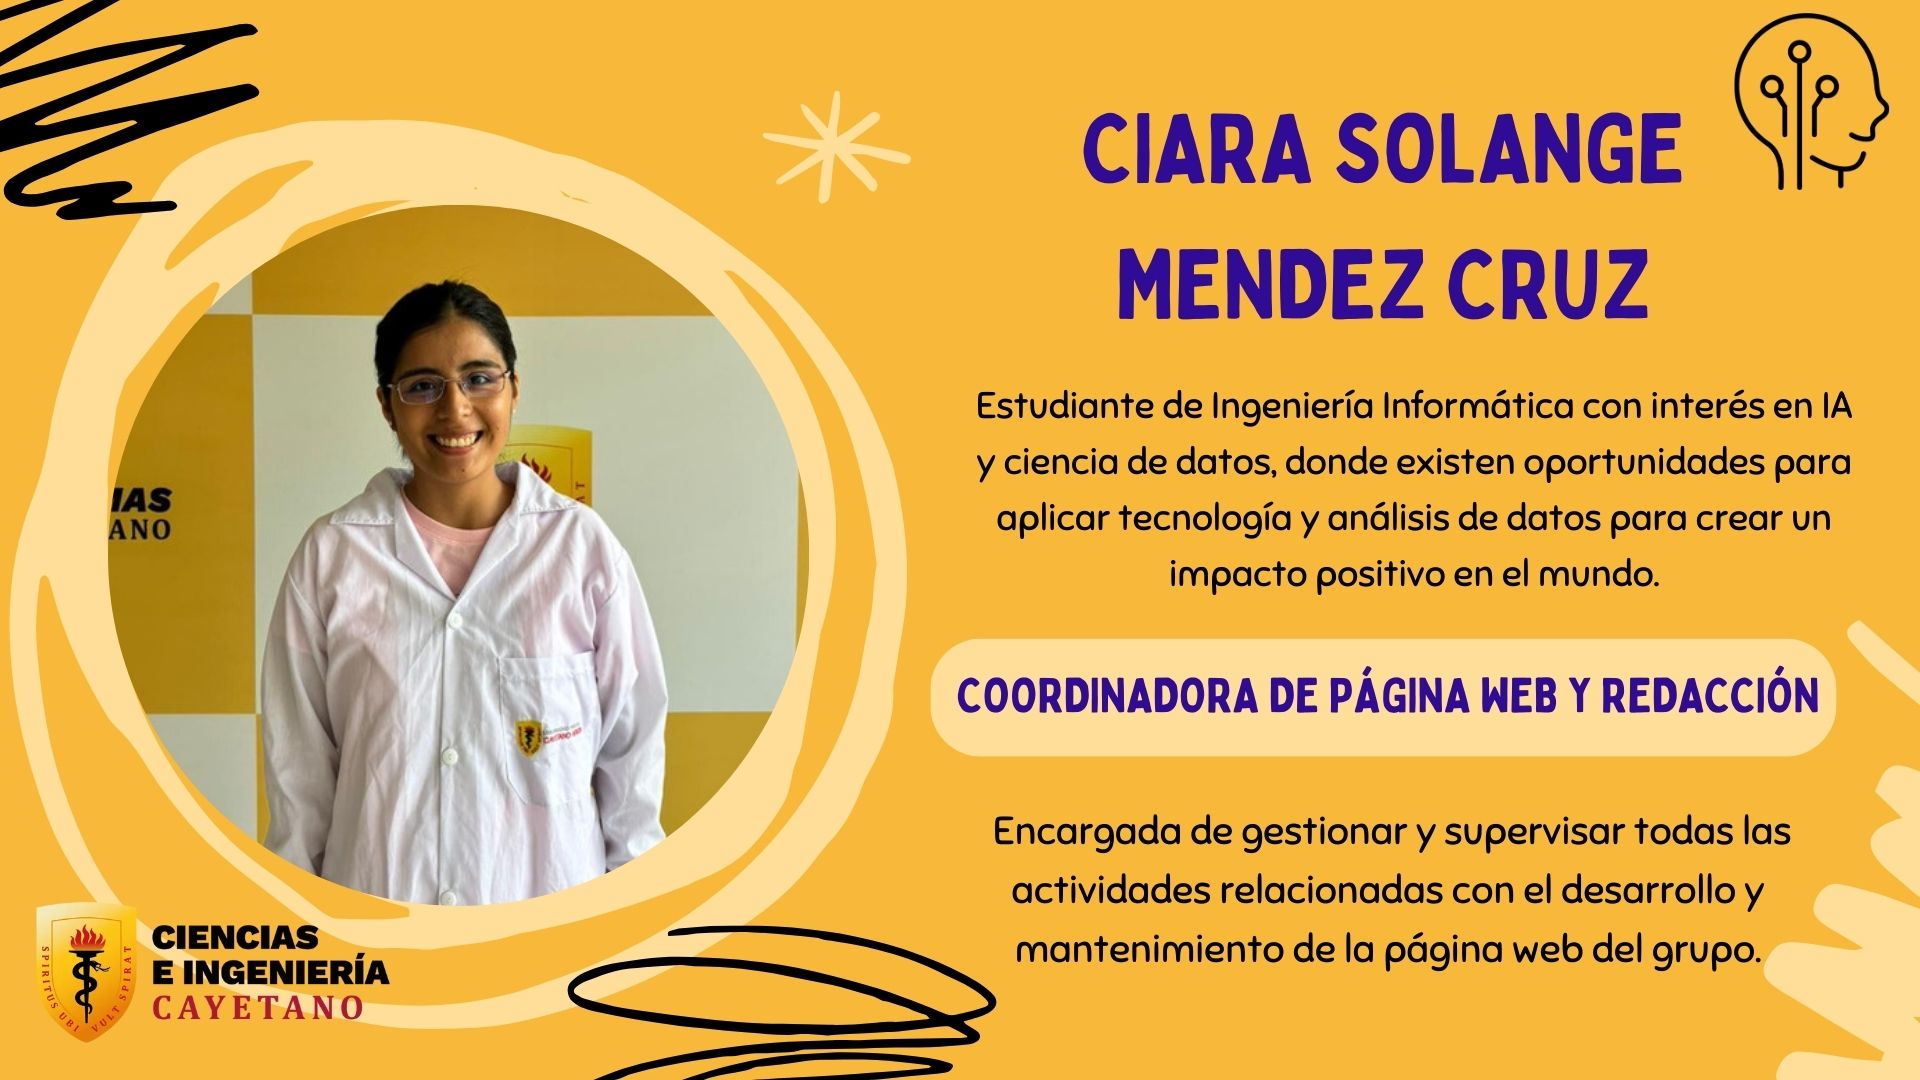 CIARA SOLANGE
MENDEZ CRUZ
Estudiante de Ingeniería Informática con interés en IA
y ciencia de datos, donde existen oportunidades para
aplicar tecnología y análisis de datos para crear un
impacto positivo en el mundo.
COORDINADORA DE PÁGINA WEB Y REDACCIÓN
Encargada de gestionar y supervisar todas las
actividades relacionadas con el desarrollo y
mantenimiento de la página web del grupo.
IAS
ANO
SPIRITUS UBI VULT SPIRAT
CIENCIAS
E INGENIERÍA
CAYETANO